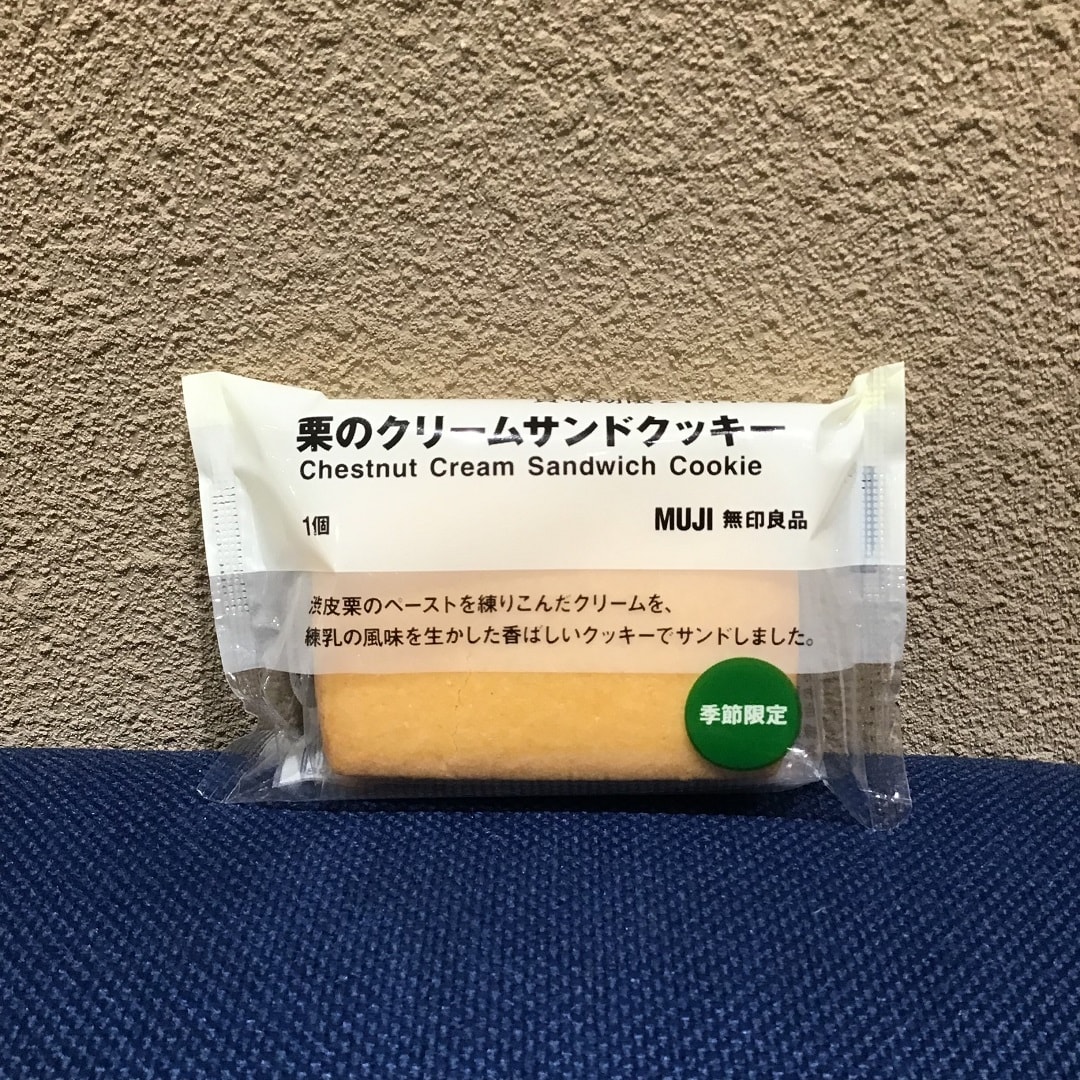 栗のクリームサンドクッキー
Chestnut Cream Sandwich Cookie
1個
MUJI 無印良品
渋皮栗のペーストを練りこんだクリームを、
練乳の風味を生かした香ばしいクッキーでサンドしました。
季節限定